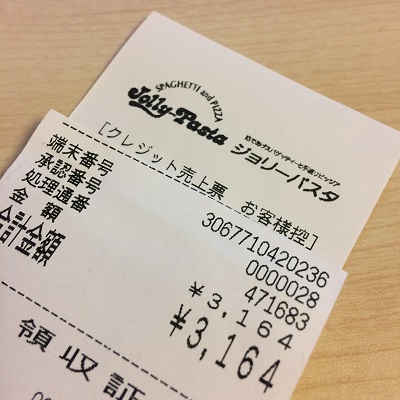 SPAGHETTI and PIZZA
Jolly-Pasta
ジョリーパスタ
[クレジット売上票 お客様控]
端末番号 3067710420236
承認番号 0000028
処理通番 471683
金額 ¥3,164
合計金額 ¥3,164
領収証